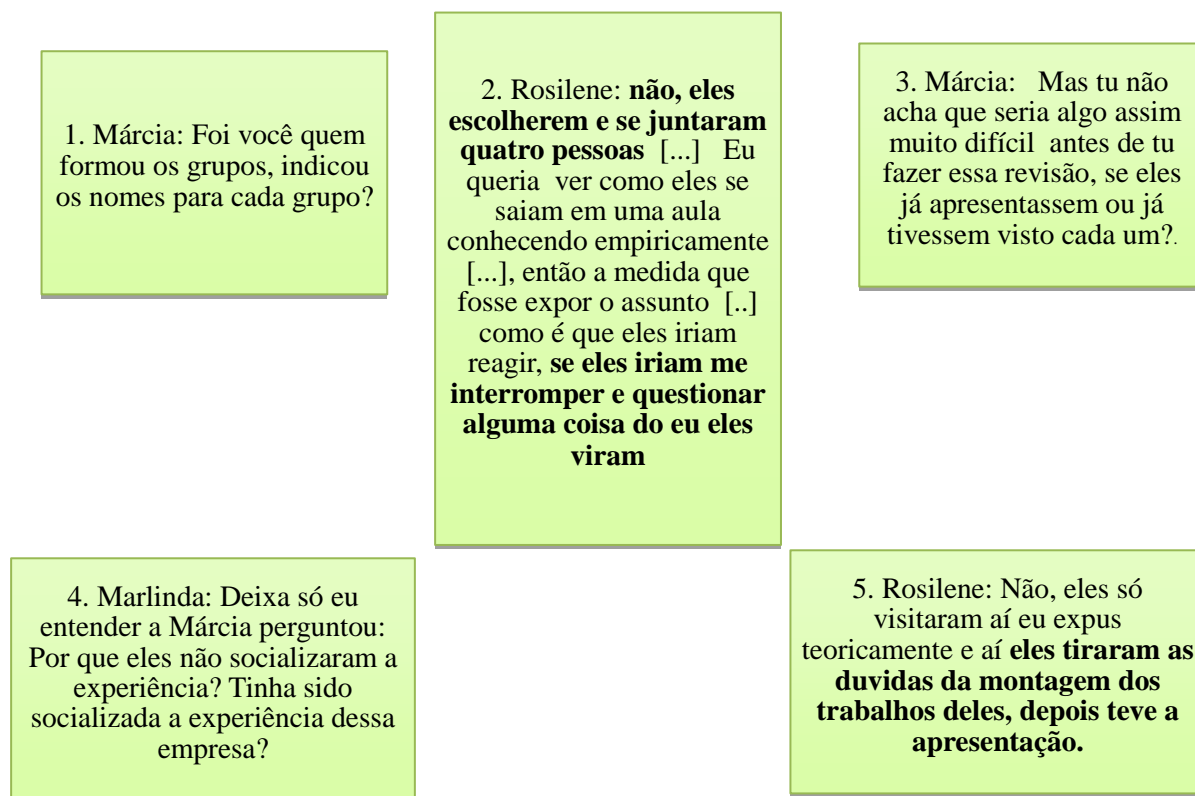 1. Márcia: Foi você quem
formou os grupos, indicou
os nomes para cada grupo?
2. Rosilene: não, eles
escolherem e se juntaram
quatro pessoas [...] Eu
queria ver como eles se
saiam em uma aula
conhecendo empiricamente
[...], então a medida que
fosse expor o assunto [..]
como é que eles iriam
reagir, se eles iriam me
interromper e questionar
alguma coisa do eu eles
viram
3. Márcia: Mas tu não
acha que seria algo assim
muito difícil antes de tu
fazer essa revisão, se eles
já apresentassem ou já
tivessem visto cada um?.
4. Marlinda: Deixa só eu
entender a Márcia perguntou:
Por que eles não socializaram a
experiência? Tinha sido
socializada a experiência dessa
empresa?
5. Rosilene: Não, eles só
visitaram aí eu expus
teoricamente e aí eles tiraram as
duvidas da montagem dos
trabalhos deles, depois teve a
apresentação.